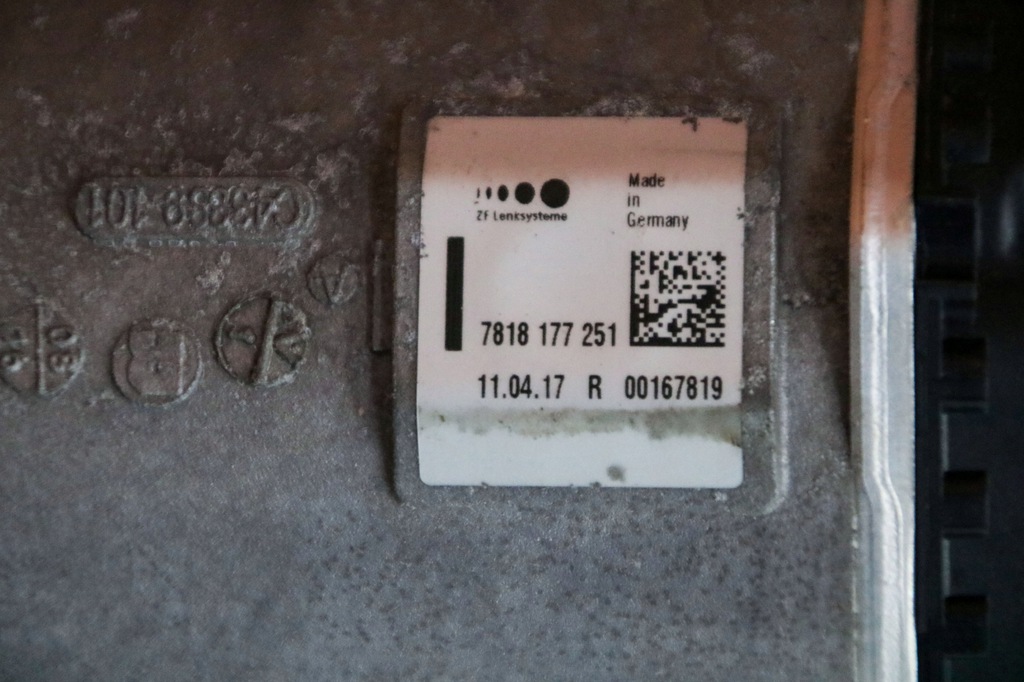 ZF Lenksysteme
Made
in
Germany
7818 177 251
11.04.17 R 00167819